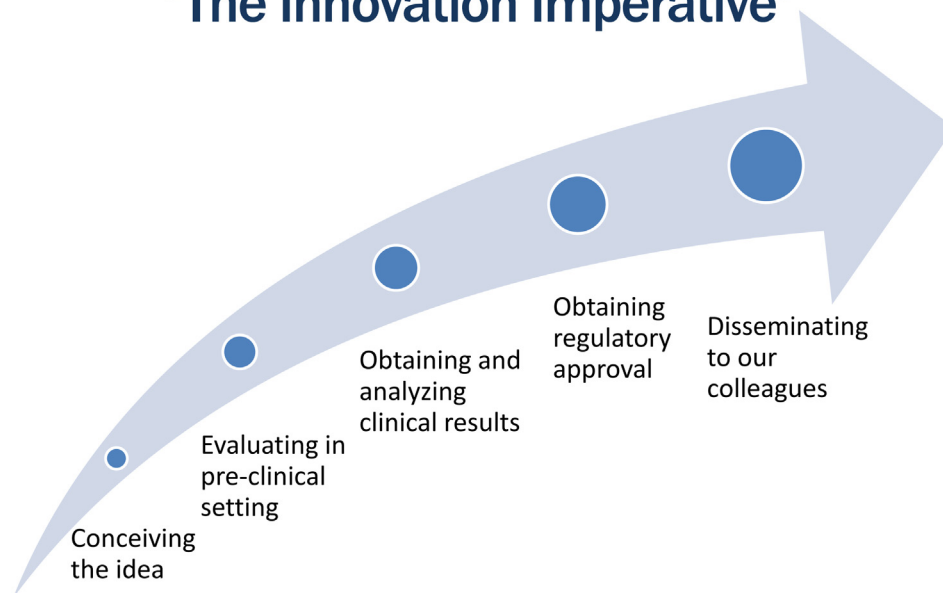 The Innovation Imperative
Conceiving
the idea
Evaluating in
pre-clinical
setting
Obtaining and
analyzing
clinical results
Obtaining
regulatory
approval
Disseminating
to our
colleagues